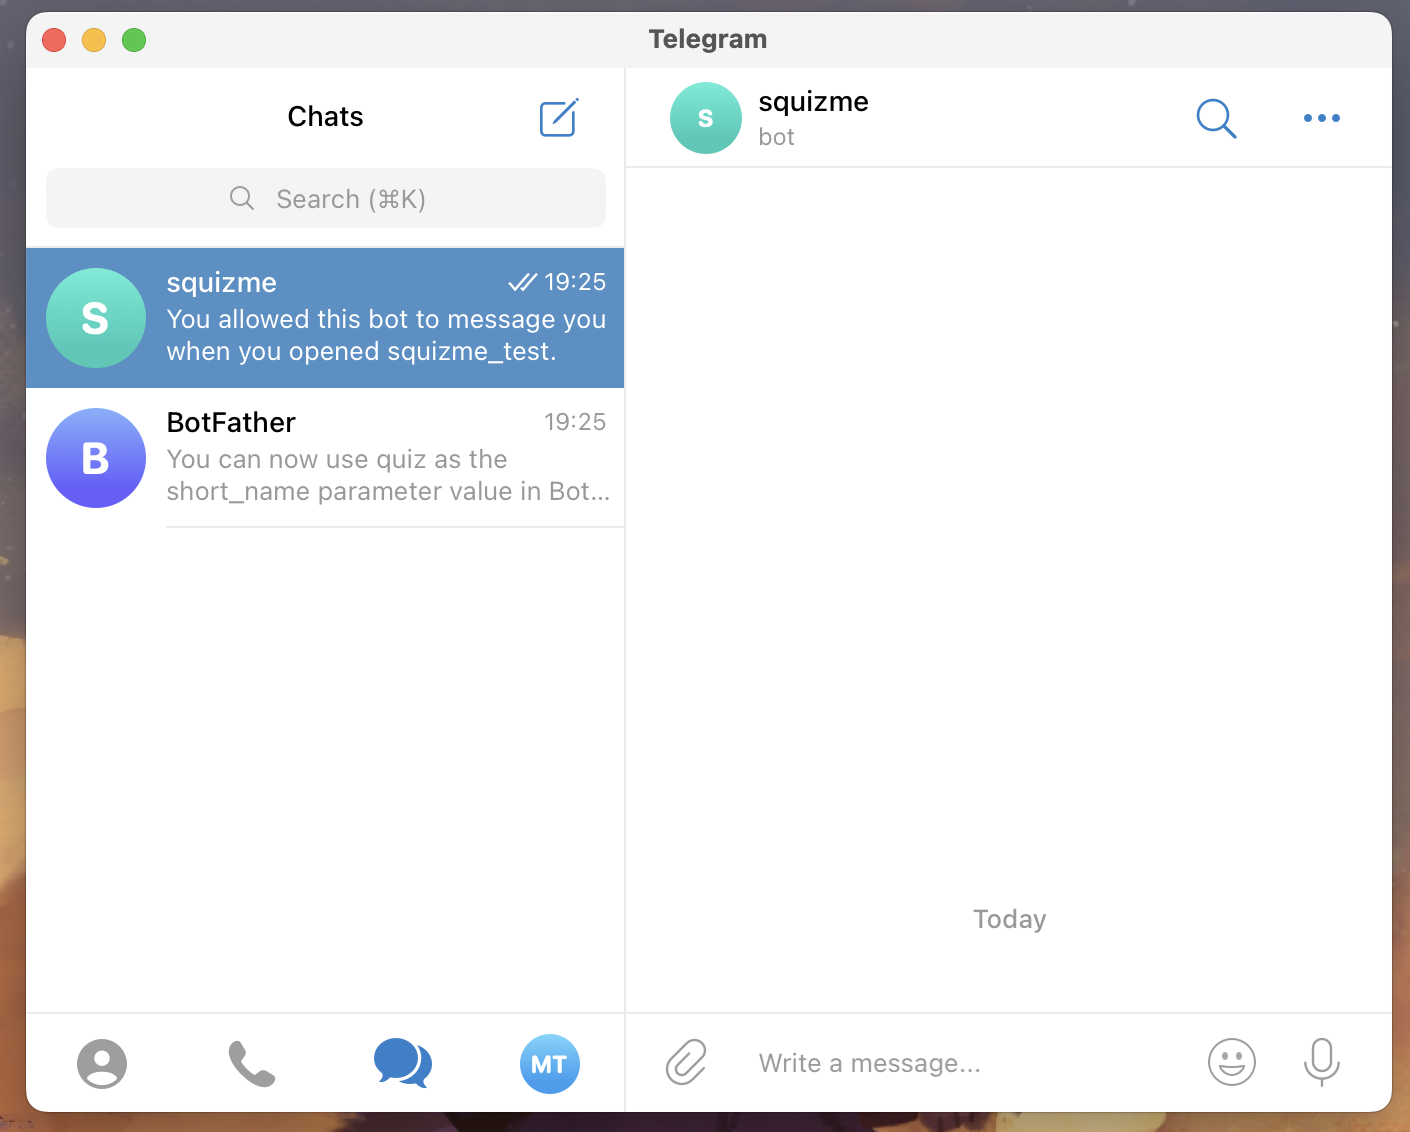 Telegram
Chats
Search (⌘K)
S
squizme
19:25
You allowed this bot to message you
when you opened squizme_test.
B
BotFather
19:25
You can now use quiz as the
short_name parameter value in Bot...
MT
s
squizme
bot
Today
Write a message...